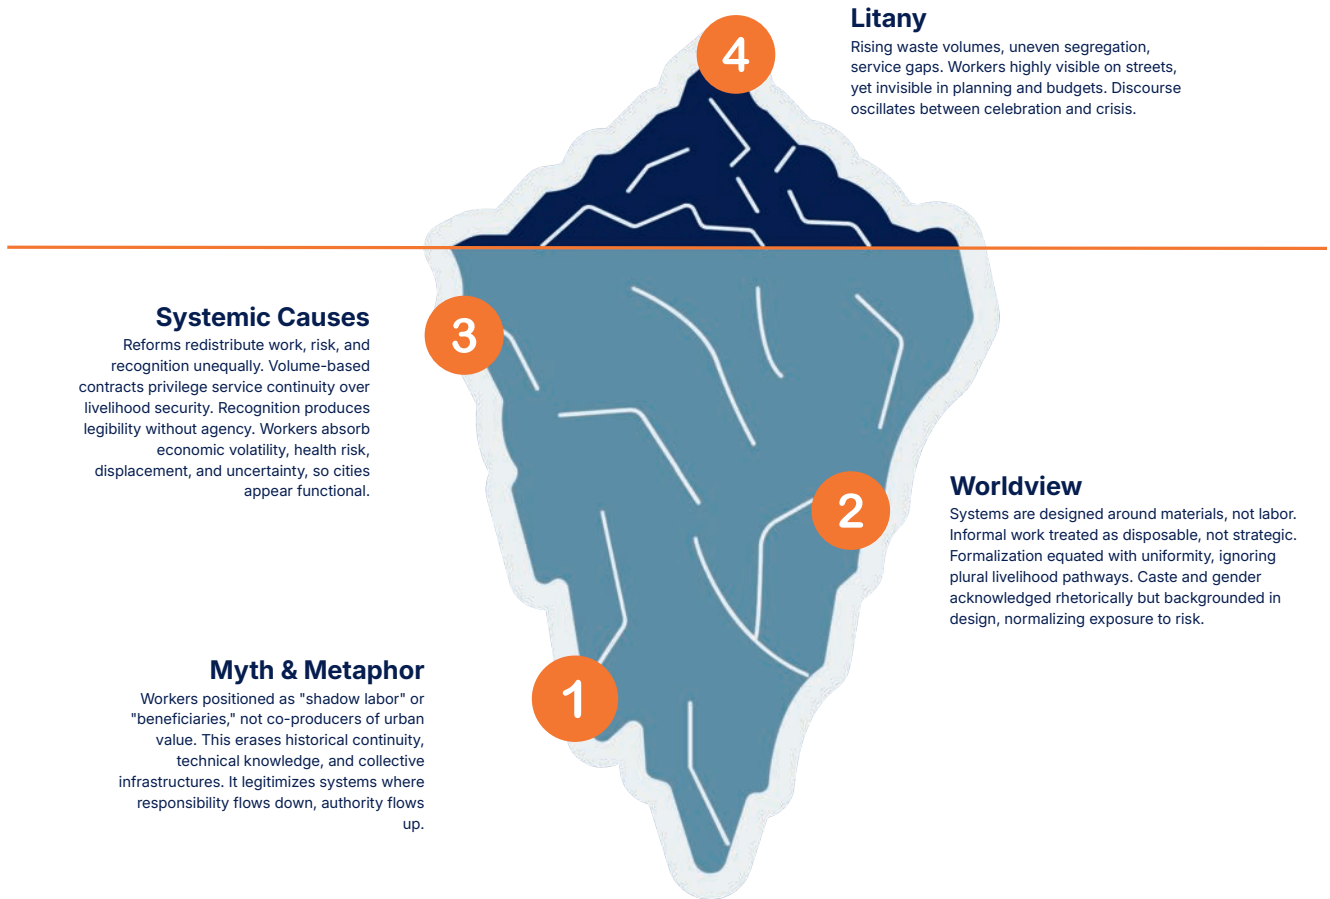 4
Litany
Rising waste volumes, uneven segregation,
service gaps. Workers highly visible on streets,
yet invisible in planning and budgets. Discourse
oscillates between celebration and crisis.
3
Systemic Causes
Reforms redistribute work, risk, and
recognition unequally. Volume-based
contracts privilege service continuity over
livelihood security. Recognition produces
legibility without agency. Workers absorb
economic volatility, health risk,
displacement, and uncertainty, so cities
appear functional.
2
Worldview
Systems are designed around materials, not labor.
Informal work treated as disposable, not strategic.
Formalization equated with uniformity, ignoring
plural livelihood pathways. Caste and gender
acknowledged rhetorically but backgrounded in
design, normalizing exposure to risk.
1
Myth & Metaphor
Workers positioned as "shadow labor" or
"beneficiaries," not co-producers of urban
value. This erases historical continuity,
technical knowledge, and collective
infrastructures. It legitimizes systems where
responsibility flows down, authority flows
up.